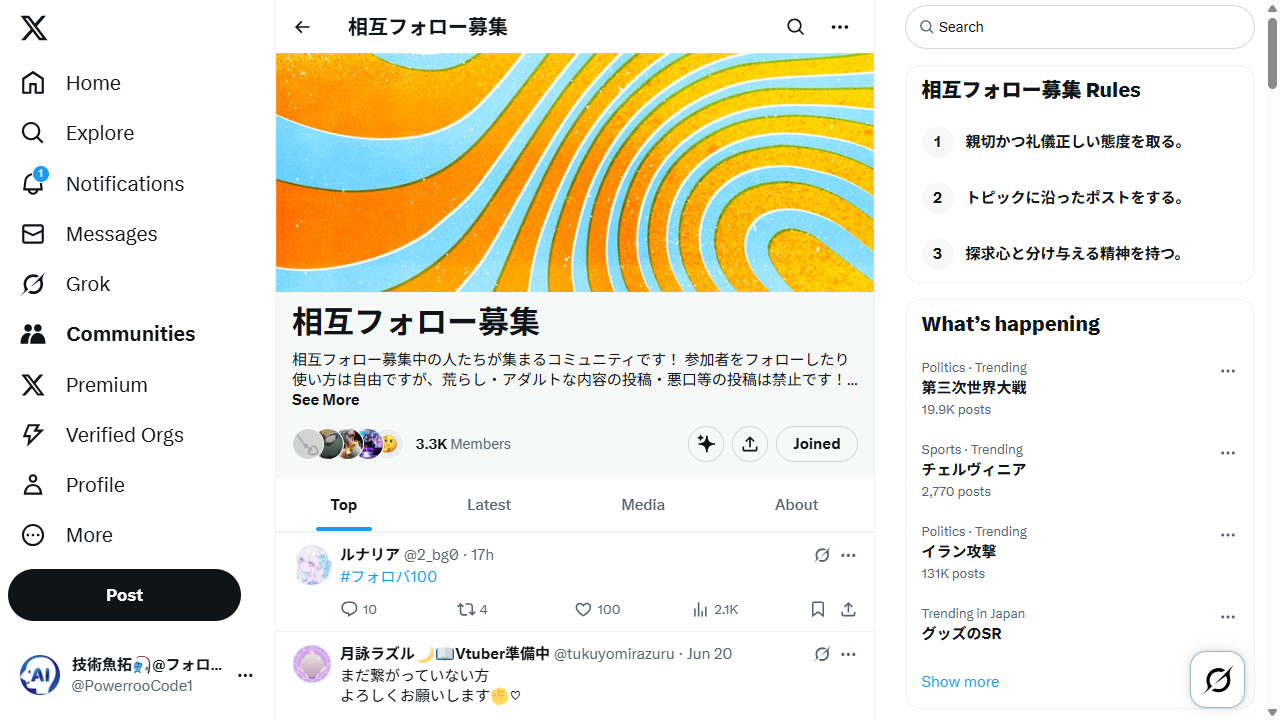 Home
Explore
1
Notifications
Messages
Grok
Communities
Premium
Verified Orgs
Profile
More
Post
技術魚拓🎣@フォロ...
@PowerrooCode1
相互フォロー募集
相互フォロー募集
相互フォロー募集中の人たちが集まるコミュニティです！ 参加者をフォローしたり
使い方は自由ですが、荒らし・アダルトな内容の投稿・悪口等の投稿は禁止です！...
See More
3.3K Members
Joined
Top
Latest
Media
About
ルナリア @2_bg0 · 17h
#フォロバ100
10
4
100
2.1K
月詠ラズル🌙📖Vtuber準備中 @tukuyomirazuru · Jun 20
まだ繋がっていない方
よろしくお願いします✊♡
Search
相互フォロー募集 Rules
1 親切かつ礼儀正しい態度を取る。
2 トピックに沿ったポストをする。
3 探求心と分け与える精神を持つ。
What's happening
Politics · Trending
第三次世界大戦
19.9K posts
Sports · Trending
チェルヴィニア
2,770 posts
Politics · Trending
イラン攻撃
131K posts
Trending in Japan
グッズのSR
Show more